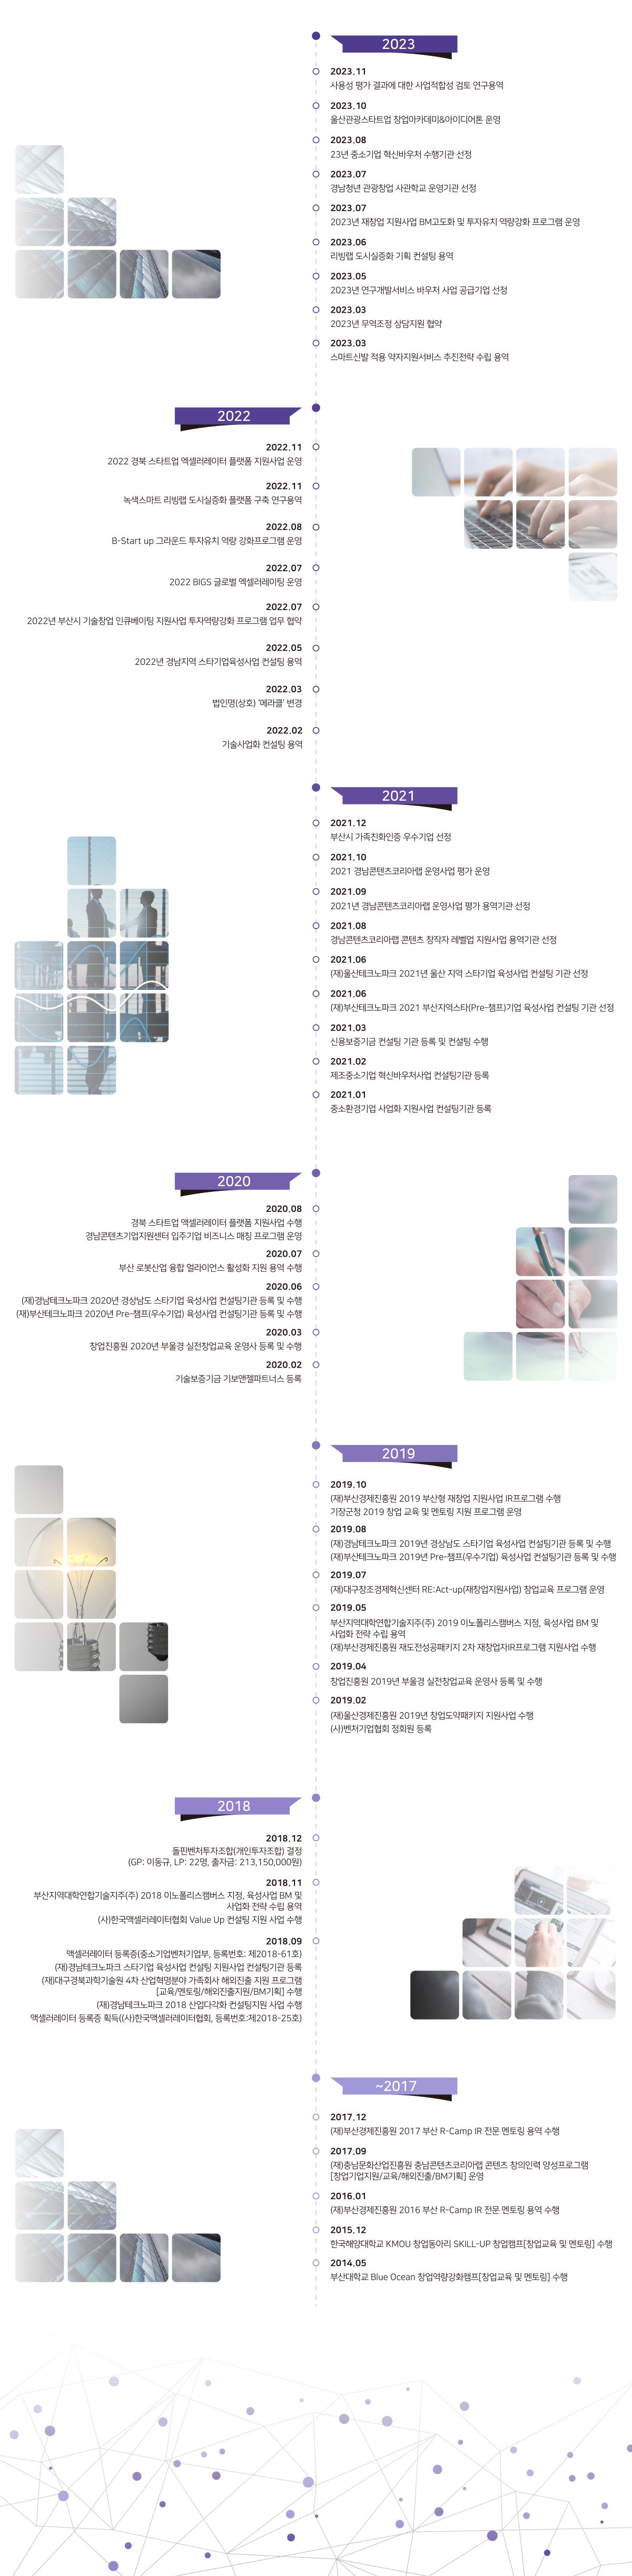 2023
2023.11
사용성 평가 결과에 대한 사업적합성 검토 연구용역
2023.10
울산관광스타트업 창업아카데미&아이디어톤 운영
2023.08
23년 중소기업 혁신바우처 수행기관 선정
2023.07
경남청년 관광창업 사관학교 운영기관 선정
2023.07
2023년 재창업 지원사업 BM고도화 및 투자유치 역량강화 프로그램 운영
2023.06
리빙랩 도시실증화 기획 컨설팅 용역
2023.05
2023년 연구개발서비스 바우처 사업 공급기업 선정
2023.03
2023년 무역조정 상담지원 협약
2023.03
스마트신발 적용 약자지원서비스 추진전략 수립 용역
2022
2022.11
2022 경북 스타트업 엑셀러레이터 플랫폼 지원사업 운영
2022.11
녹색스마트 리빙랩 도시실증화 플랫폼 구축 연구용역
2022.08
B-Start up 그라운드 투자유치 역량 강화프로그램 운영
2022.07
2022 BIGS 글로벌 엑셀러레이팅 운영
2022.07
2022년 부산시 기술창업 인큐베이팅 지원사업 투자역량강화 프로그램 업무 협약
2022.05
2022년 경남지역 스타기업육성사업 컨설팅 용역
2022.03
법인명(상호) '메라클' 변경
2022.02
기술사업화 컨설팅 용역
2021
2021.12
부산시 가족친화인증 우수기업 선정
2021.10
2021 경남콘텐츠코리아랩 운영사업 평가 운영
2021.09
2021년 경남콘텐츠코리아랩 운영사업 평가 용역기관 선정
2021.08
경남콘텐츠코리아랩 콘텐츠 창작자 레벨업 지원사업 용역기관 선정
2021.06
(재)울산테크노파크 2021년 울산 지역 스타기업 육성사업 컨설팅 기관 선정
2021.06
(재)부산테크노파크 2021 부산지역스타(Pre-챔프)기업 육성사업 컨설팅 기관 선정
2021.03
신용보증기금 컨설팅 기관 등록 및 컨설팅 수행
2021.02
제조중소기업 혁신바우처사업 컨설팅기관 등록
2021.01
중소환경기업 사업화 지원사업 컨설팅기관 등록
2020
2020.08
경북 스타트업 액셀러레이터 플랫폼 지원사업 수행
경남콘텐츠기업지원센터 입주기업 비즈니스 매칭 프로그램 운영
2020.07
부산 로봇산업 융합 얼라이언스 활성화 지원 용역 수행
2020.06
(재)경남테크노파크 2020년 경상남도 스타기업 육성사업 컨설팅기관 등록 및 수행
(재)부산테크노파크 2020년 Pre-챔프(우수기업) 육성사업 컨설팅기관 등록 및 수행
2020.03
창업진흥원 2020년 부울경 실전창업교육 운영사 등록 및 수행
2020.02
기술보증기금 기보앤젤파트너스 등록
2019
2019.10
(재)부산경제진흥원 2019 부산형 재창업 지원사업 IR프로그램 수행
기장군청 2019 창업 교육 및 멘토링 지원 프로그램 운영
2019.08
(재)경남테크노파크 2019년 경상남도 스타기업 육성사업 컨설팅기관 등록 및 수행
(재)부산테크노파크 2019년 Pre-챔프(우수기업) 육성사업 컨설팅기관 등록 및 수행
2019.07
(재)대구창조경제혁신센터 RE:Act-up(재창업지원사업) 창업교육 프로그램 운영
2019.05
부산지역대학연합기술지주(주) 2019 이노폴리스캠버스 지정, 육성사업 BM 및
사업화 전략 수립 용역
(재)부산경제진흥원 재도전성공패키지 2차 재창업자IR프로그램 지원사업 수행
2019.04
창업진흥원 2019년 부울경 실전창업교육 운영사 등록 및 수행
2019.02
(재)울산경제진흥원 2019년 창업도약패키지 지원사업 수행
(사)벤처기업협회 정회원 등록
2018
2018.12
돌핀벤처투자조합(개인투자조합) 결정
(GP: 이동규, LP: 22명, 출자금: 213,150,000원)
2018.11
부산지역대학연합기술지주(주) 2018 이노폴리스캠버스 지정, 육성사업 BM 및
사업화 전략 수립 용역
(사)한국액셀러레이터협회 Value Up 컨설팅 지원 사업 수행
2018.09
액셀러레이터 등록증(중소기업벤처기업부, 등록번호: 제2018-61호)
(재)경남테크노파크 스타기업 육성사업 컨설팅 지원사업 컨설팅기관 등록
(재)대구경북과학기술원 4차 산업혁명분야 가족회사 해외진출 지원 프로그램
[교육/멘토링/해외진출지원/BM기획] 수행
(재)경남테크노파크 2018 산업다각화 컨설팅지원 사업 수행
액셀러레이터 등록증 획득((사)한국액셀러레이터협회, 등록번호:제2018-25호)
~2017
2017.12
(재)부산경제진흥원 2017 부산 R-Camp IR 전문 멘토링 용역 수행
2017.09
(재)충남문화산업진흥원 충남콘텐츠코리아랩 콘텐츠 창의인력 양성프로그램
[창업기업지원/교육/해외진출/BM기획] 운영
2016.01
(재)부산경제진흥원 2016 부산 R-Camp IR 전문 멘토링 용역 수행
2015.12
한국해양대학교 KMOU 창업동아리 SKILL-UP 창업캠프[창업교육 및 멘토링] 수행
2014.05
부산대학교 Blue Ocean 창업역량강화캠프[창업교육 및 멘토링] 수행